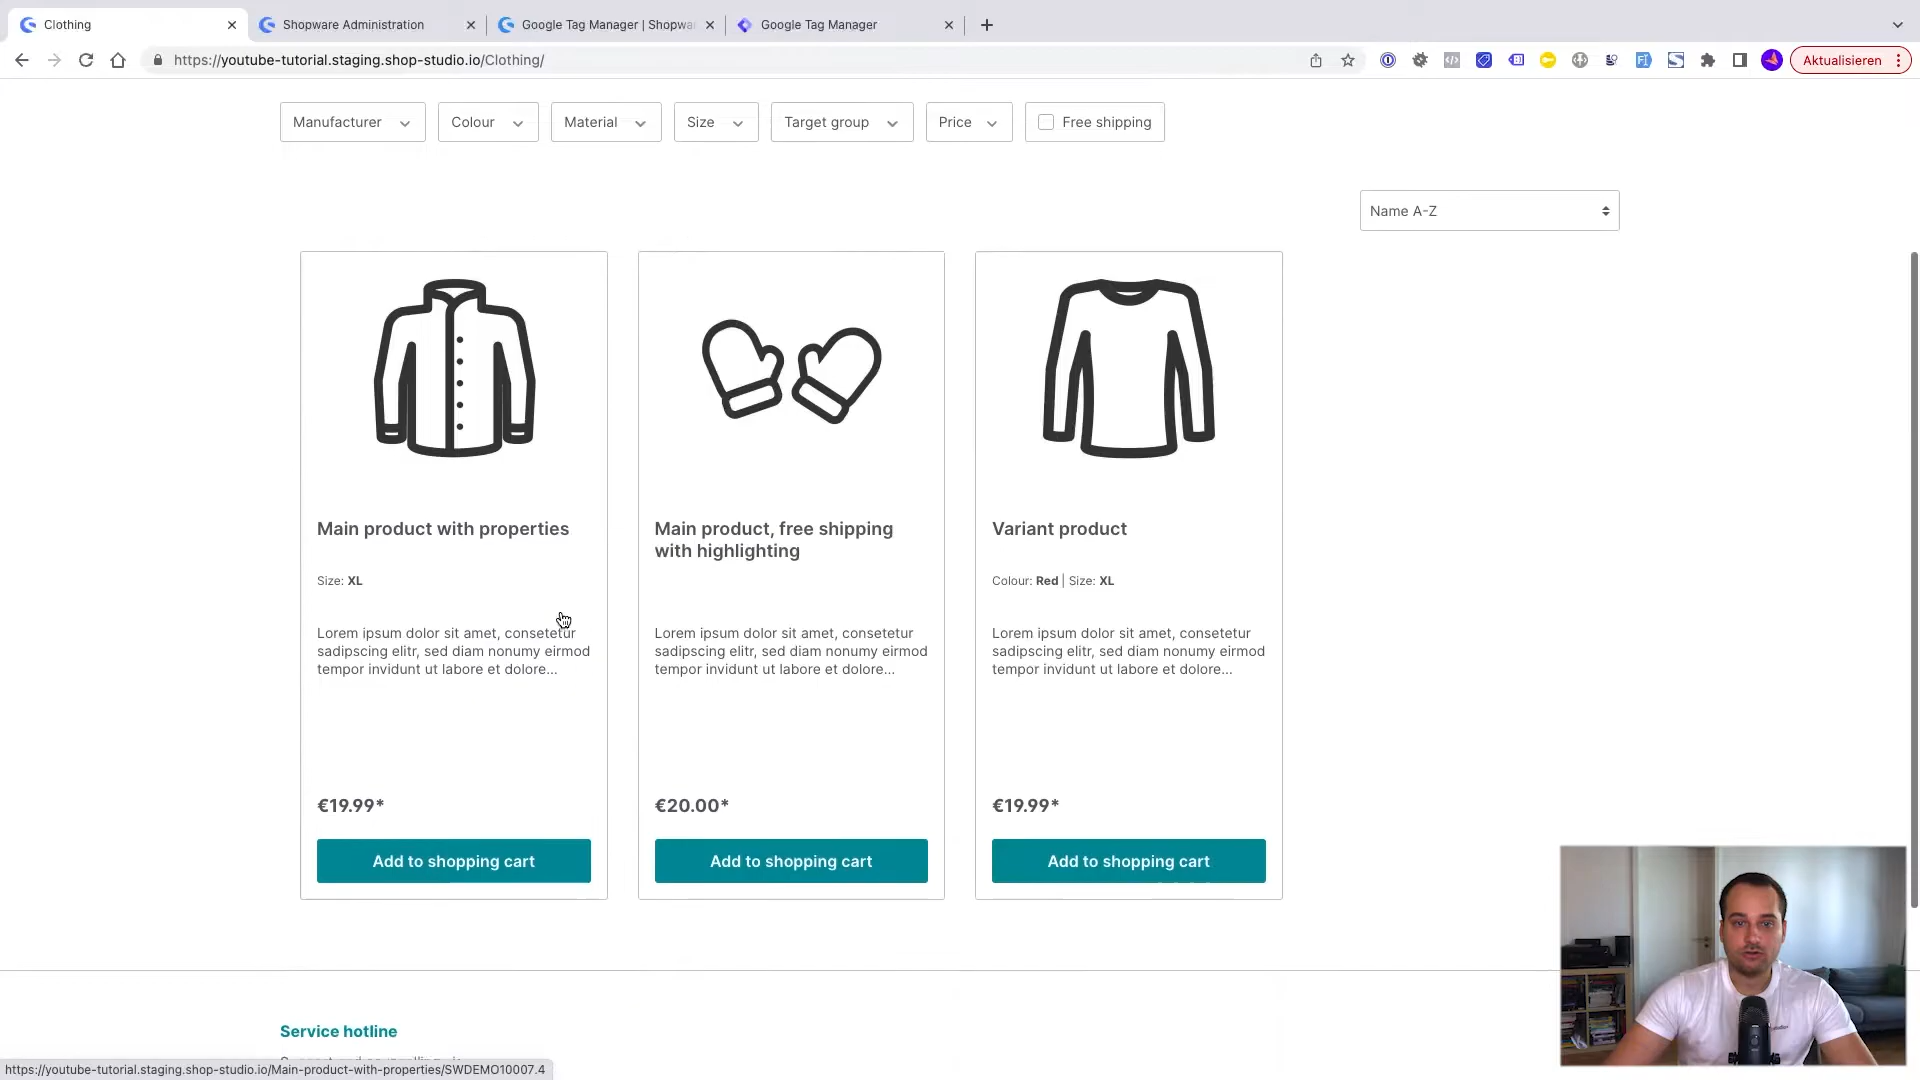 Clothing
Shopware Administration
Google Tag Manager | Shopwa
Google Tag Manager
https://youtube-tutorial.staging.shop-studio.io/Clothing/
Aktualisieren
Manufacturer
Colour
Material
Size
Target group
Price
Free shipping
Name A-Z
Main product with properties
Size: XL
Lorem ipsum dolor sit amet, consetetur
sadipscing elitr, sed diam nonumy eirmod
tempor invidunt ut labore et dolore...
€19.99*
Add to shopping cart
Main product, free shipping
with highlighting
Lorem ipsum dolor sit amet, consetetur
sadipscing elitr, sed diam nonumy eirmod
tempor invidunt ut labore et dolore...
€20.00*
Add to shopping cart
Variant product
Colour: Red | Size: XL
Lorem ipsum dolor sit amet, consetetur
sadipscing elitr, sed diam nonumy eirmod
tempor invidunt ut labore et dolore...
€19.99*
Add to shopping cart
Service hotline
https://youtube-tutorial.staging.shop-studio.io/Main-product-with-properties/SWDEMO10007.4